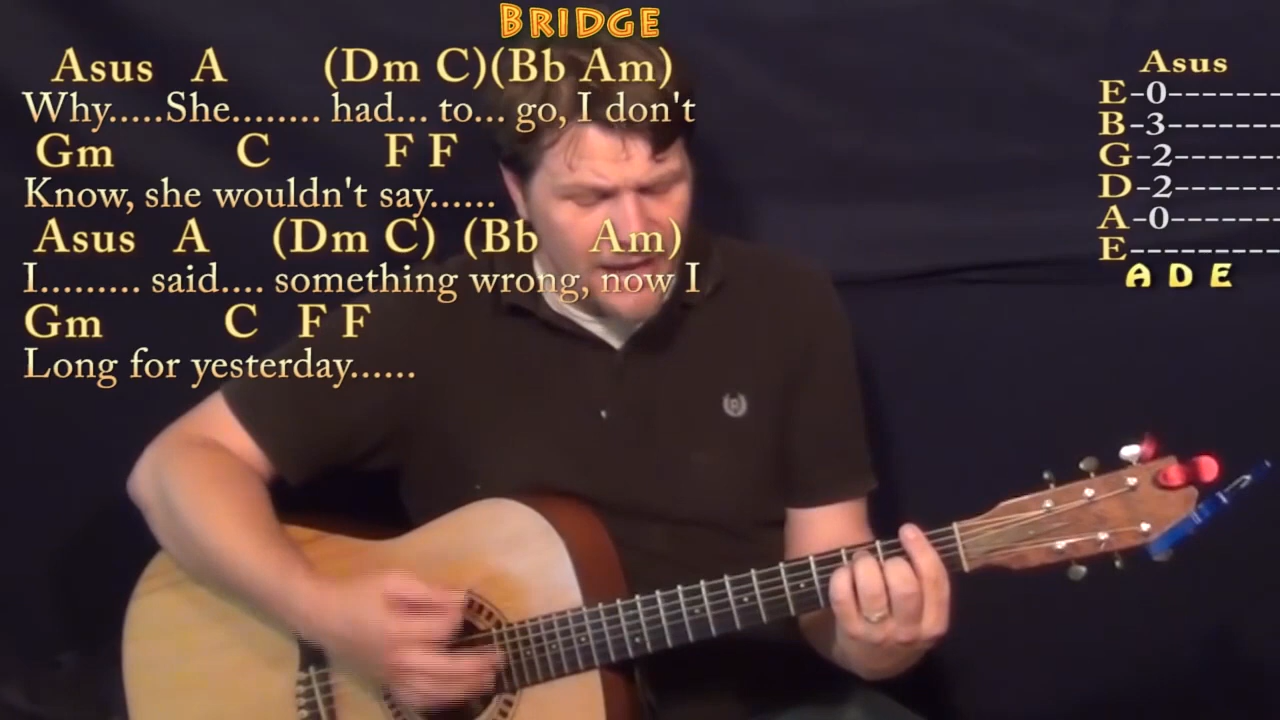 BRIDGE
Asus A (Dm C)(Bb Am)
Why.....She........ had... to... go, I don't
Gm C F F
Know, she wouldn't say......
Asus A (Dm C) (Bb Am)
I......... said.... something wrong, now I
Gm C F F
Long for yesterday......
Asus
E-0-------
B-3-------
G-2-------
D-2-------
A-0-------
E---------
A D E